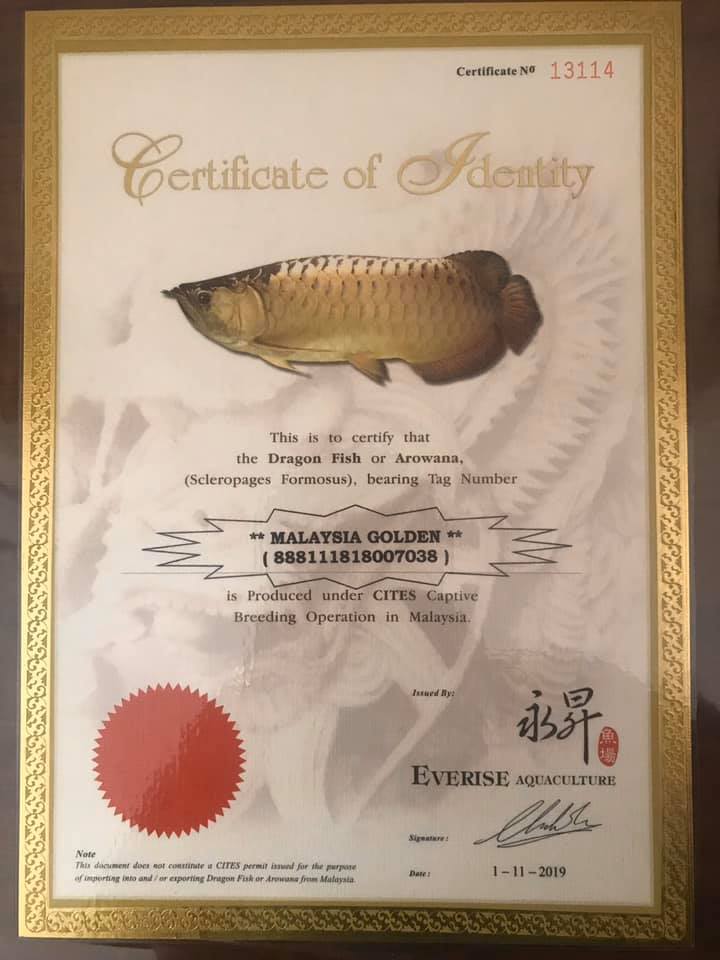 Certificate Nº 13114
Certificate of Identity
This is to certify that
the Dragon Fish or Arowana,
(Scleropages Formosus), bearing Tag Number
** MALAYSIA GOLDEN **
( 888111818007038 )
is Produced under CITES Captive
Breeding Operation in Malaysia.
Issued By:
永昇
魚場
EVERISE AQUACULTURE
Signature:
Date: 1-11-2019
Note
This document does not constitute a CITES permit issued for the purpose
of importing into and / or exporting Dragon Fish or Arowana from Malaysia.